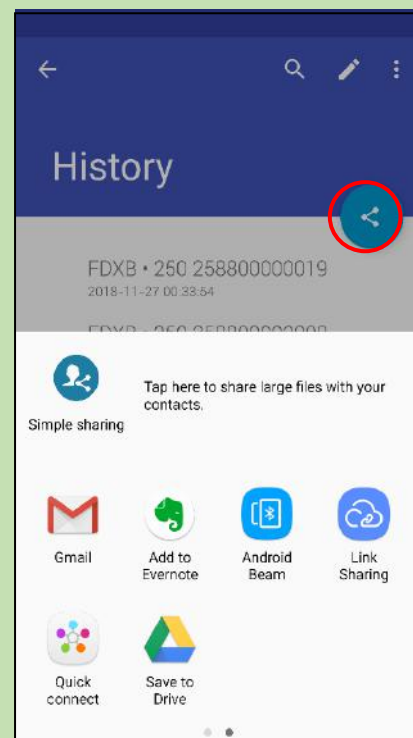 History
FDXB • 250 258800000019
2018-11-27 00:33:54
Tap here to share large files with your
contacts.
Simple sharing
Gmail
Add to
Evernote
Android
Beam
Link
Sharing
Quick
connect
Save to
Drive